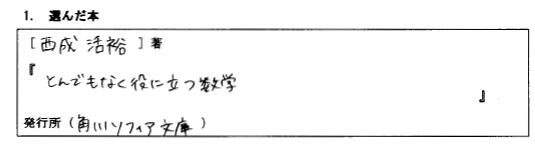 1. 選んだ本
[西成 活裕]著
『
とんでもなく役に立つ数学
』
発行所(角川ソフィア文庫)